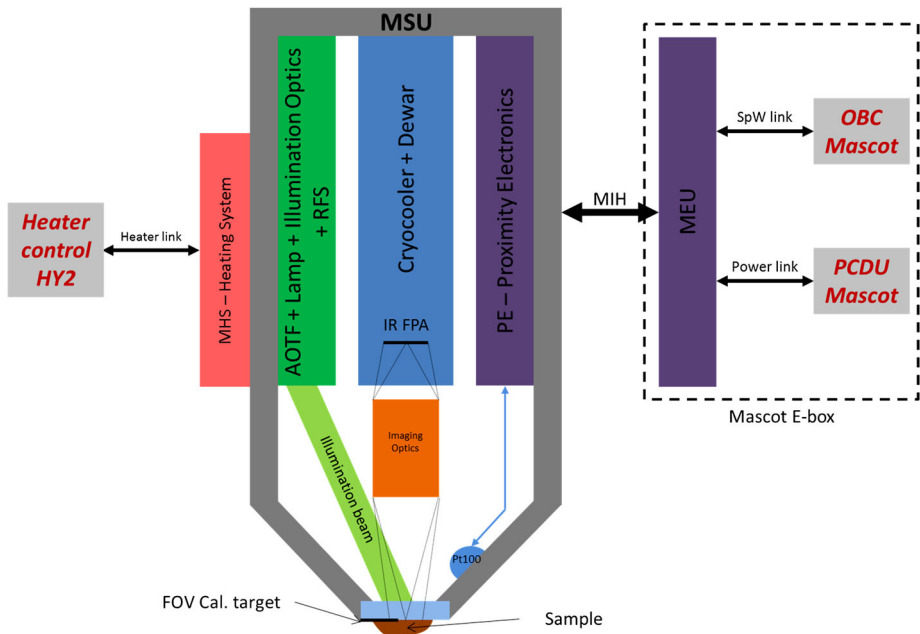 MSU
Heater
control
HY2
Heater link
MHS – Heating System
AOTF + Lamp + Illumination Optics
+ RFS
Cryocooler + Dewar
IR FPA
PE – Proximity Electronics
MIH
MEU
SpW link
OBC
Mascot
Power link
PCDU
Mascot
Mascot E-box
Imaging
Optics
Illumination beam
Pt100
FOV Cal. target
Sample